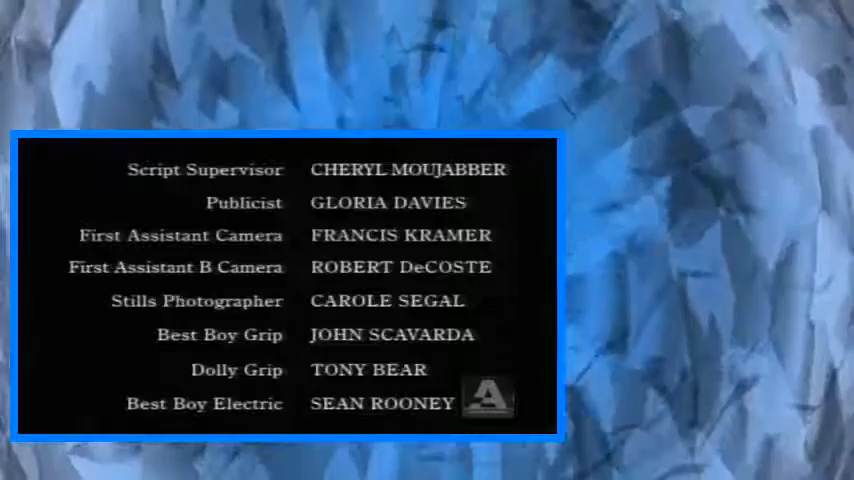 Script Supervisor CHERYL MOUJABBER
Publicist GLORIA DAVIES
First Assistant Camera FRANCIS KRAMER
First Assistant B Camera ROBERT DeCOSTE
Stills Photographer CAROLE SEGAL
Best Boy Grip JOHN SCAVARDA
Dolly Grip TONY BEAR
Best Boy Electric SEAN ROONEY
A